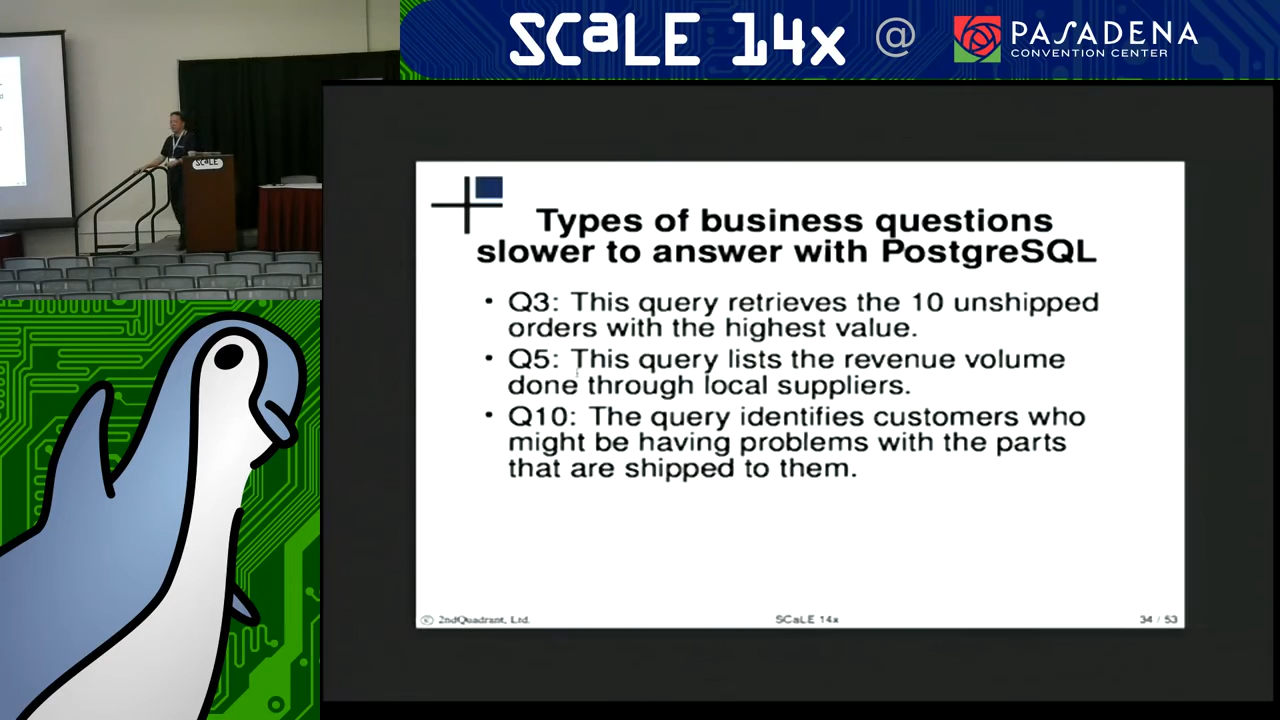 SCaLE 14x @ PASADENA
CONVENTION CENTER
SCaLE
Types of business questions
slower to answer with PostgreSQL
• Q3: This query retrieves the 10 unshipped
orders with the highest value.
• Q5: This query lists the revenue volume
done through local suppliers.
• Q10: The query identifies customers who
might be having problems with the parts
that are shipped to them.
© 2ndQuadrant, Ltd.
SCaLE 14x
34 / 53